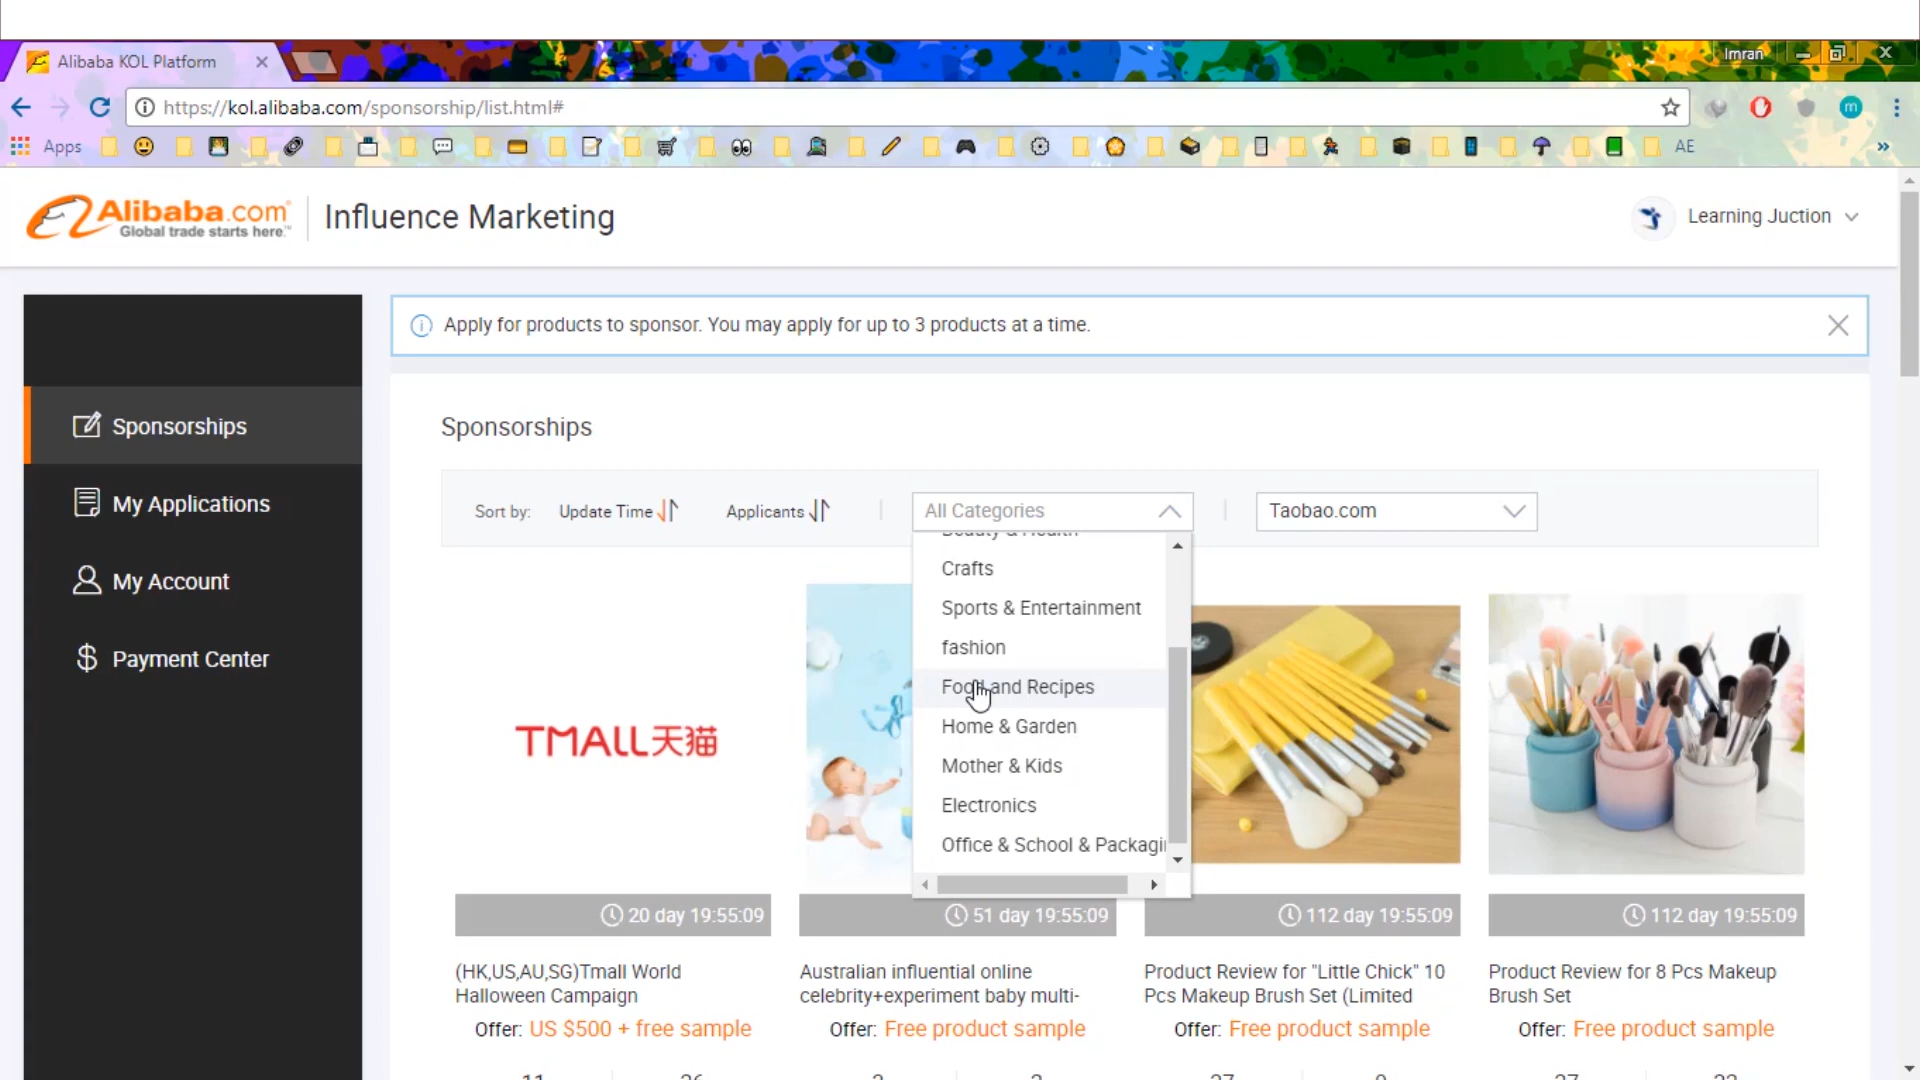 Alibaba KOL Platform
Imran
https://kol.alibaba.com/sponsorship/list.html#
m
Apps
AE
»
Alibaba.com
Global trade starts here.™
Influence Marketing
Learning Juction
Apply for products to sponsor. You may apply for up to 3 products at a time.
Sponsorships
My Applications
My Account
Payment Center
Sponsorships
Sort by:
Update Time
Applicants
All Categories
Taobao.com
Beauty & Health
Crafts
Sports & Entertainment
fashion
Food and Recipes
Home & Garden
Mother & Kids
Electronics
Office & School & Packagi
TMALL天猫
20 day 19:55:09
51 day 19:55:09
112 day 19:55:09
112 day 19:55:09
(HK,US,AU,SG)Tmall World
Halloween Campaign
Offer: US $500 + free sample
Australian influential online
celebrity+experiment baby multi-
Offer: Free product sample
Product Review for "Little Chick" 10
Pcs Makeup Brush Set (Limited
Offer: Free product sample
Product Review for 8 Pcs Makeup
Brush Set
Offer: Free product sample